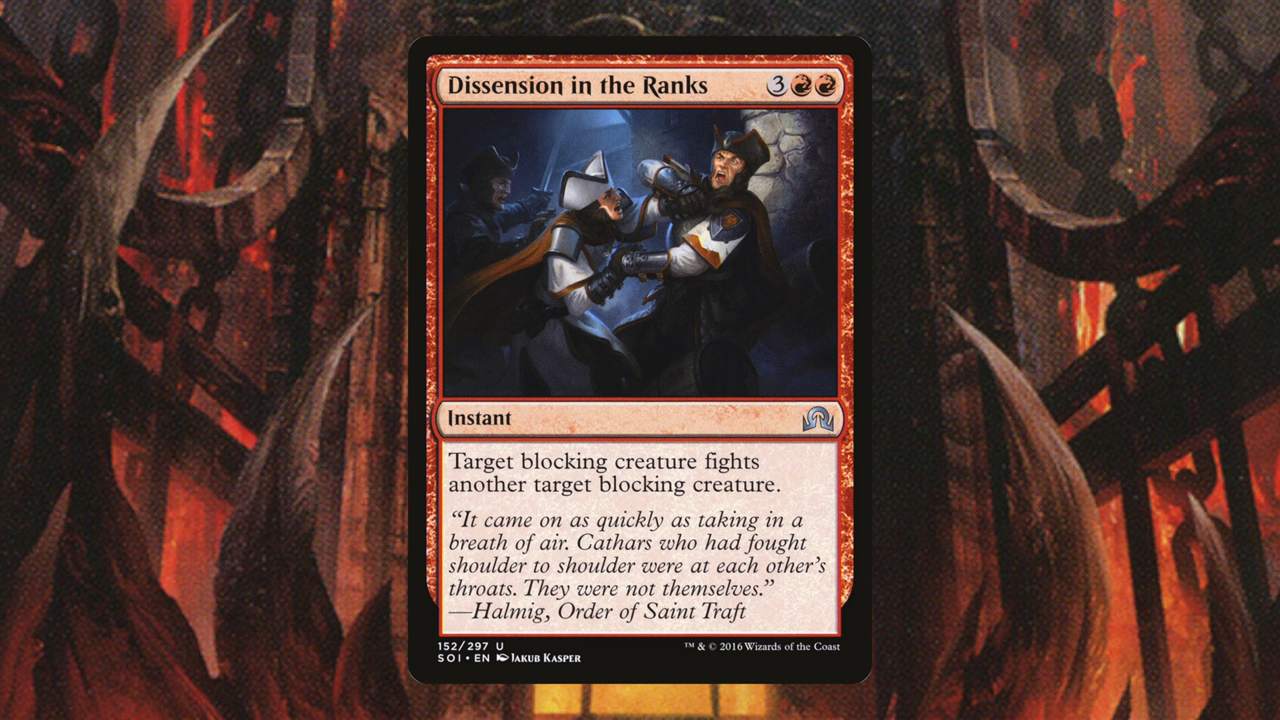 Dissension in the Ranks 3
Instant
Target blocking creature fights
another target blocking creature.
“It came on as quickly as taking in a
breath of air. Cathars who had fought
shoulder to shoulder were at each other’s
throats. They were not themselves.”
—Halmig, Order of Saint Traft
152/297 U
SOI • EN Jakub Kasper
™ & © 2016 Wizards of the Coast